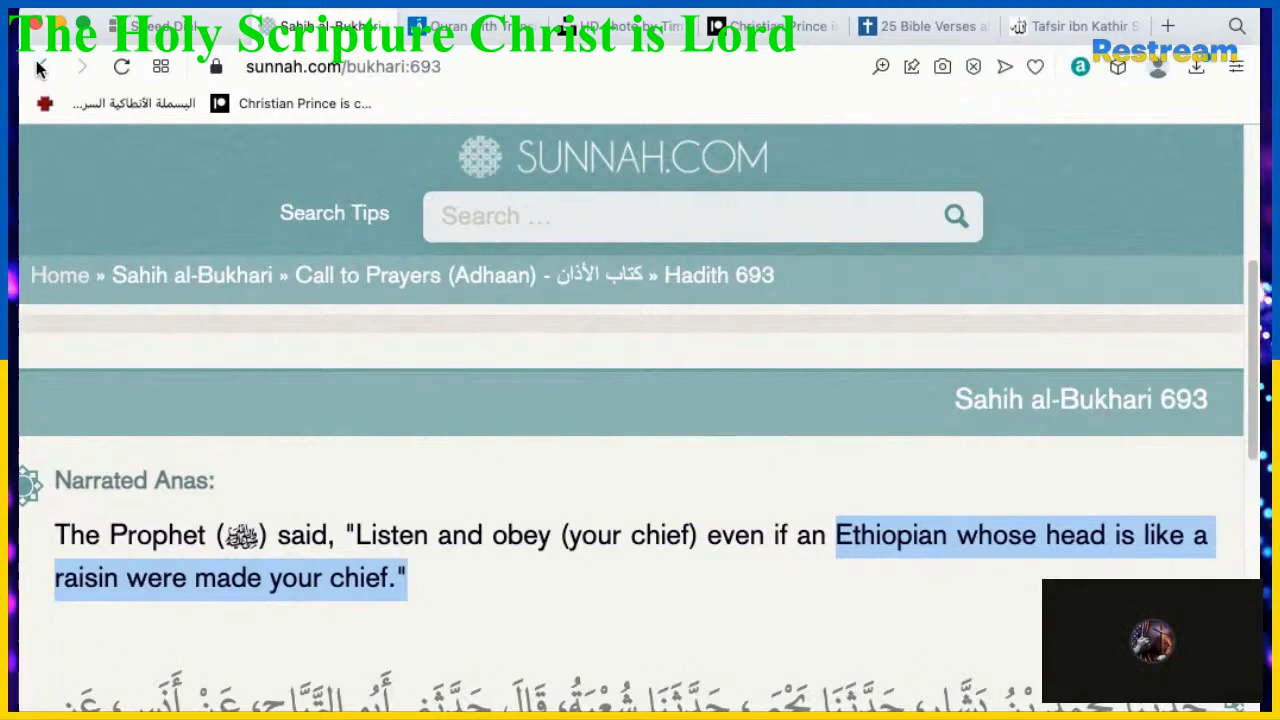 The Holy Scripture Christ is Lord
Restream
sunnah.com/bukhari:693
البسملة الأنطاكية السر...
Christian Prince is c...
SUNNAH.COM
Search Tips
Search ...
Home » Sahih al-Bukhari » Call to Prayers (Adhaan) - كتاب الأذان » Hadith 693
Sahih al-Bukhari 693
Narrated Anas:
The Prophet (ﷺ) said, "Listen and obey (your chief) even if an Ethiopian whose head is like a
raisin were made your chief."